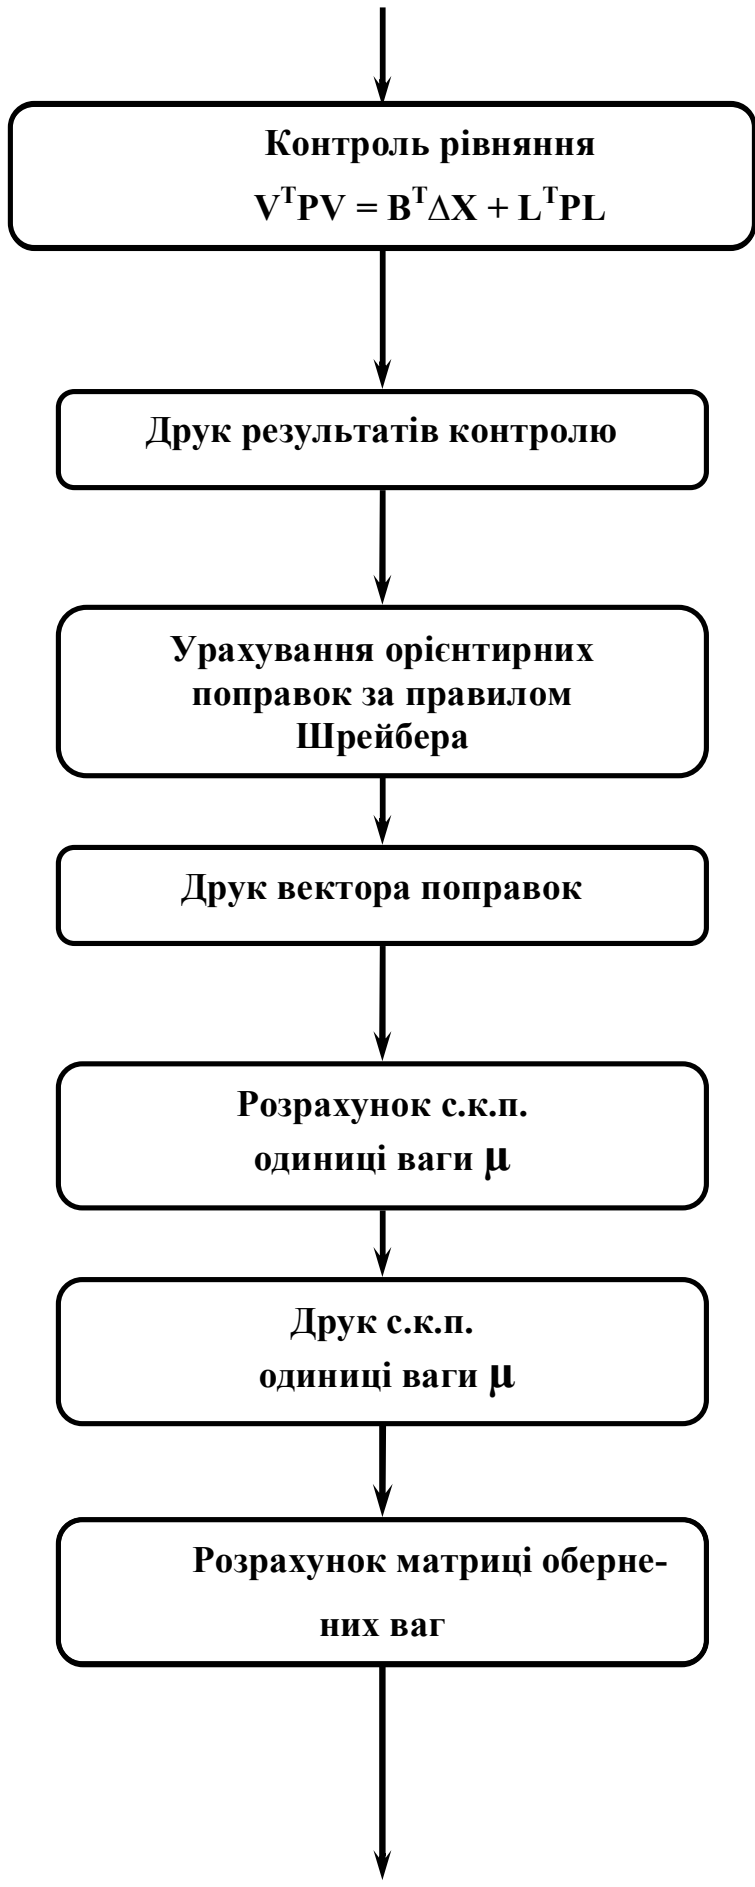 Контроль рівняння
VᵀPV = BᵀΔX + LᵀPL
Друк результатів контролю
Урахування орієнтирних
поправок за правилом
Шрейбера
Друк вектора поправок
Розрахунок с.к.п.
одиниці ваги μ
Друк с.к.п.
одиниці ваги μ
Розрахунок матриці оберне-
них ваг